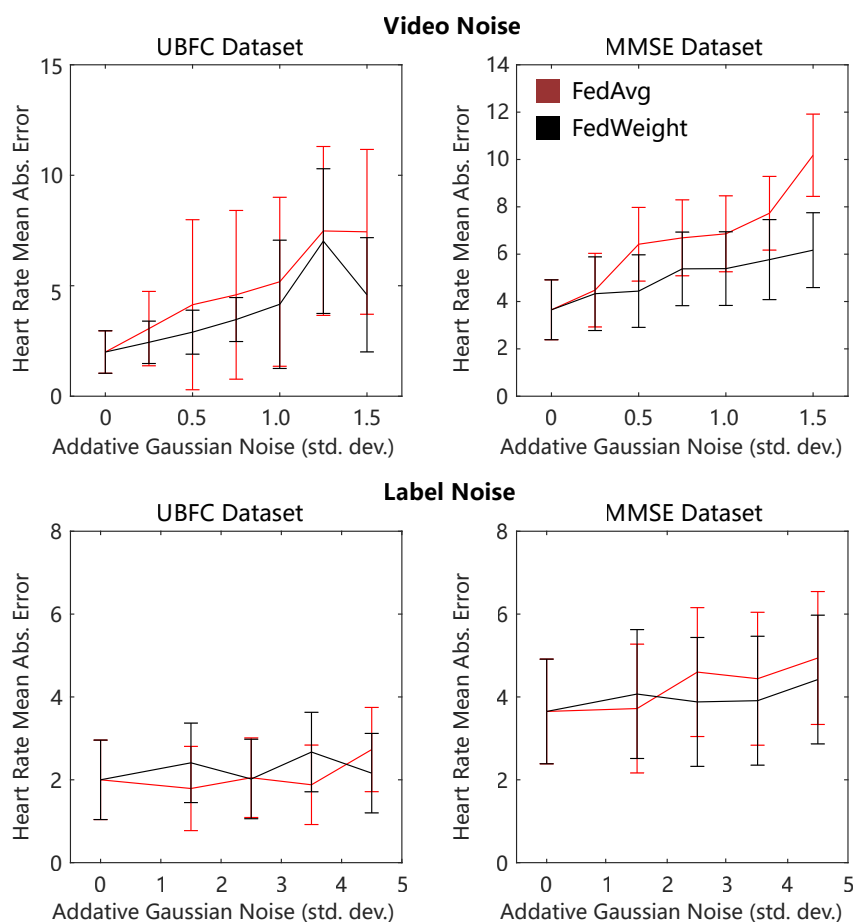 Video Noise
UBFC Dataset
MMSE Dataset
Heart Rate Mean Abs. Error
15
10
5
0
0
0.5
1.0
1.5
Addative Gaussian Noise (std. dev.)
Heart Rate Mean Abs. Error
14
12
10
8
6
4
2
0
FedAvg
FedWeight
0
0.5
1.0
1.5
Addative Gaussian Noise (std. dev.)
Label Noise
UBFC Dataset
MMSE Dataset
Heart Rate Mean Abs. Error
8
6
4
2
0
0
1
2
3
4
5
Addative Gaussian Noise (std. dev.)
Heart Rate Mean Abs. Error
8
6
4
2
0
0
1
2
3
4
5
Addative Gaussian Noise (std. dev.)